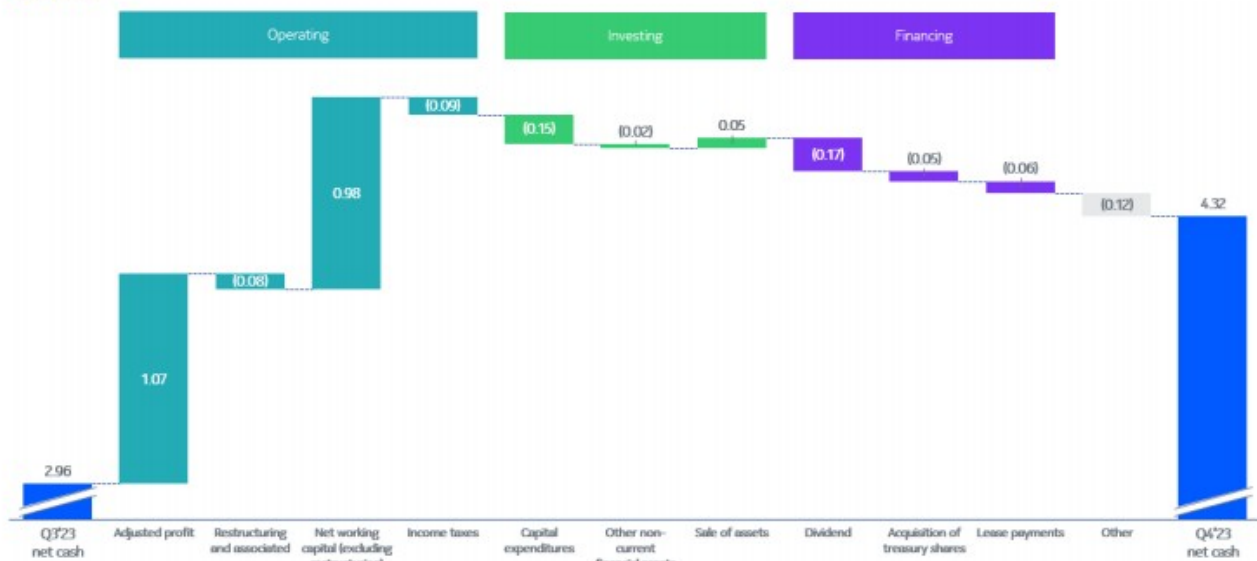 Operating
Investing
Financing
(0.09)
(0.15)
(0.02)
0.05
(0.17)
(0.05)
(0.06)
(0.12)
4.32
0.98
(0.08)
1.07
2.96
Q3'23
net cash
Adjusted profit
Restructuring
and associated
Net working
capital (excluding
Income taxes
Capital
expenditures
Other non-
current
Sale of assets
Dividend
Acquisition of
treasury shares
Lease payments
Other
Q4'23
net cash